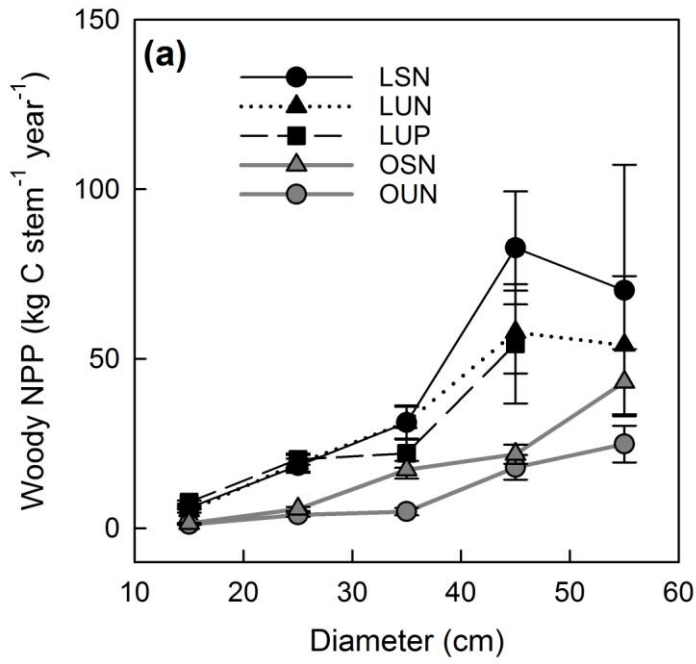 (a)
LSN
LUN
LUP
OSN
OUN
Woody NPP (kg C stem⁻¹ year⁻¹)
150
100
50
0
10 20 30 40 50 60
Diameter (cm)